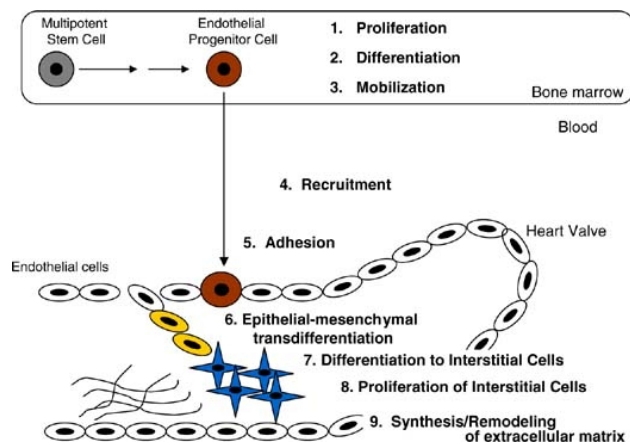 Multipotent
Stem Cell
Endothelial
Progenitor Cell
1. Proliferation
2. Differentiation
3. Mobilization
Bone marrow
Blood
4. Recruitment
5. Adhesion
Heart Valve
Endothelial cells
6. Epithelial-mesenchymal
transdifferentiation
7. Differentiation to Interstitial Cells
8. Proliferation of Interstitial Cells
9. Synthesis/Remodeling
of extracellular matrix